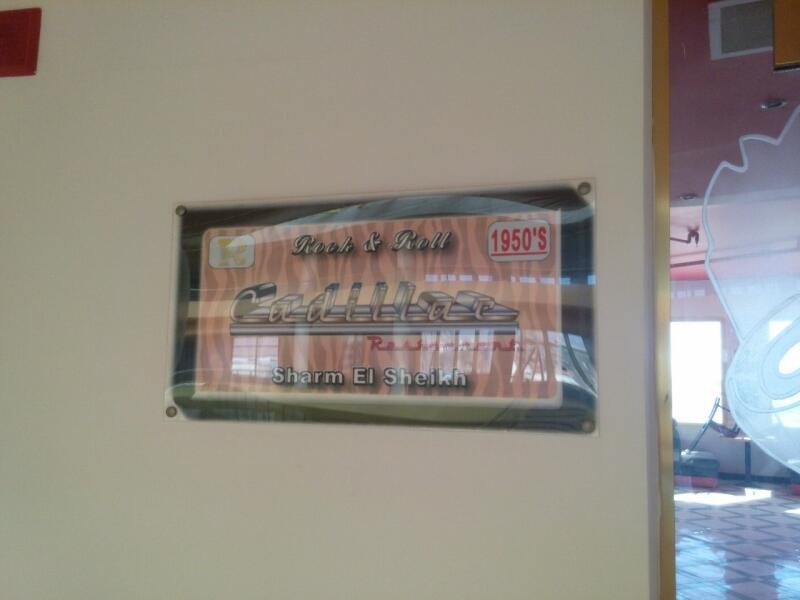 Rock & Roll
1950'S
Cadillac
Restaurant
Sharm El Sheikh